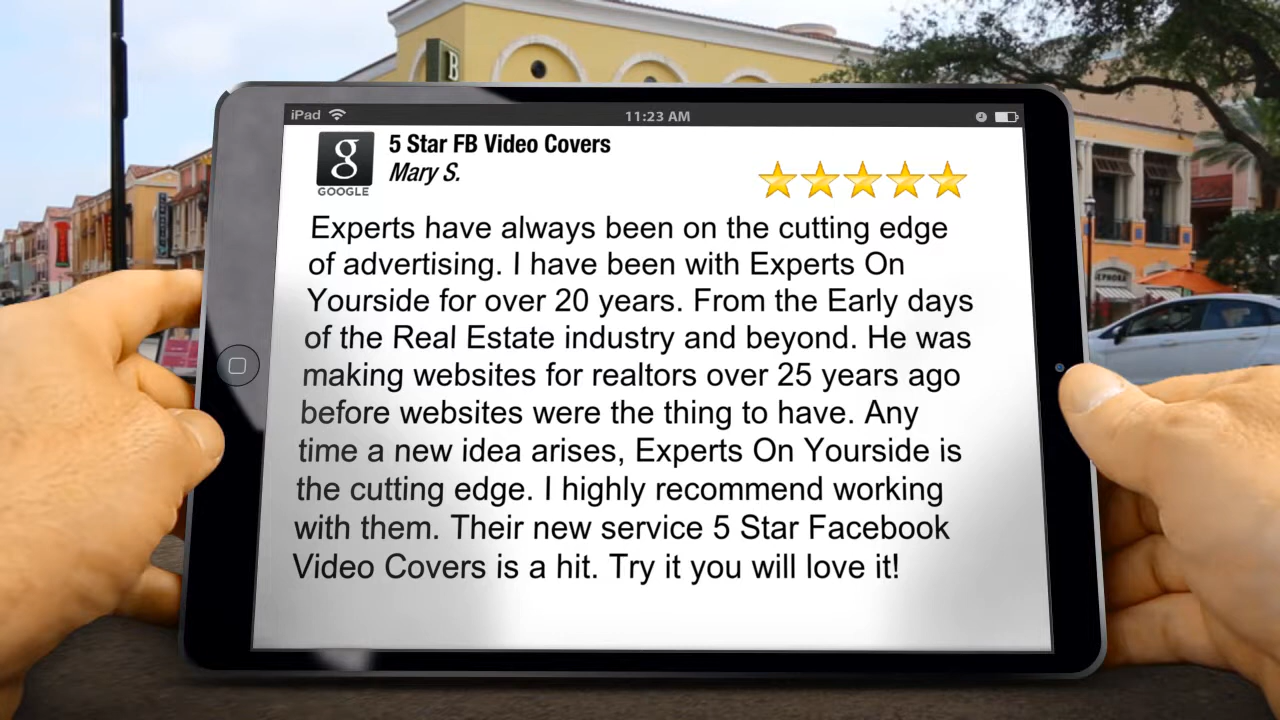 B
iPad
11:23 AM
g
GOOGLE
5 Star FB Video Covers
Mary S.
Experts have always been on the cutting edge
of advertising. I have been with Experts On
Yourside for over 20 years. From the Early days
of the Real Estate industry and beyond. He was
making websites for realtors over 25 years ago
before websites were the thing to have. Any
time a new idea arises, Experts On Yourside is
the cutting edge. I highly recommend working
with them. Their new service 5 Star Facebook
Video Covers is a hit. Try it you will love it!
SEPHORA